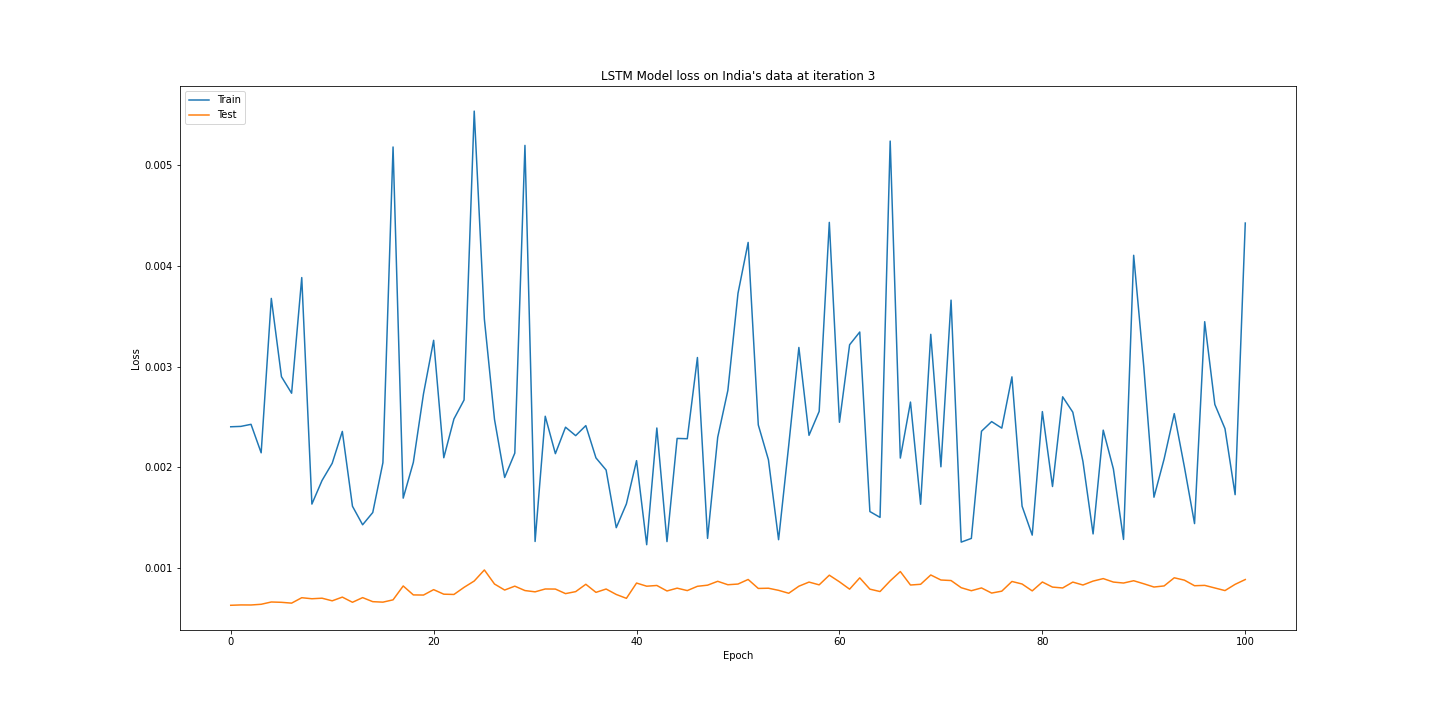 LSTM Model loss on India's data at iteration 3
Train
Test
0.005
0.004
0.003
0.002
0.001
Loss
0 20 40 60 80 100
Epoch